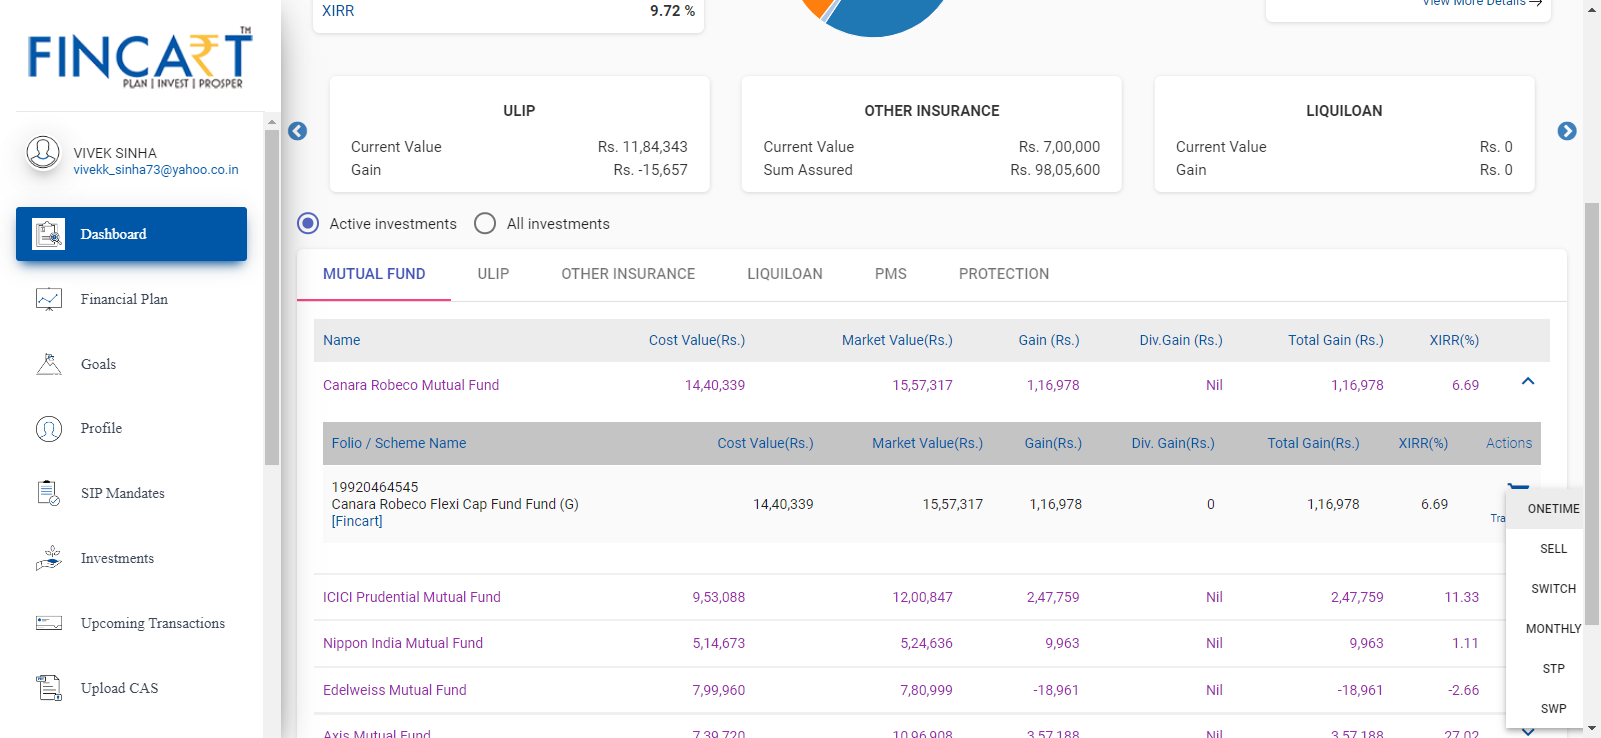 FINCART TM
PLAN | INVEST | PROSPER
VIVEK SINHA
vivekk_sinha73@yahoo.co.in
Dashboard
Financial Plan
Goals
Profile
SIP Mandates
Investments
Upcoming Transactions
Upload CAS
XIRR 9.72 %
View More Details
ULIP
Current Value Rs. 11,84,343
Gain Rs. -15,657
OTHER INSURANCE
Current Value Rs. 7,00,000
Sum Assured Rs. 98,05,600
LIQUILOAN
Current Value Rs. 0
Gain Rs. 0
Active investments All investments
MUTUAL FUND ULIP OTHER INSURANCE LIQUILOAN PMS PROTECTION
Name Cost Value(Rs.) Market Value(Rs.) Gain (Rs.) Div.Gain (Rs.) Total Gain (Rs.) XIRR(%)
Canara Robeco Mutual Fund 14,40,339 15,57,317 1,16,978 Nil 1,16,978 6.69
Folio / Scheme Name Cost Value(Rs.) Market Value(Rs.) Gain(Rs.) Div. Gain(Rs.) Total Gain(Rs.) XIRR(%) Actions
19920464545
Canara Robeco Flexi Cap Fund Fund (G) 14,40,339 15,57,317 1,16,978 0 1,16,978 6.69
[Fincart]
Tra
ONETIME
SELL
SWITCH
MONTHLY
STP
SWP
ICICI Prudential Mutual Fund 9,53,088 12,00,847 2,47,759 Nil 2,47,759 11.33
Nippon India Mutual Fund 5,14,673 5,24,636 9,963 Nil 9,963 1.11
Edelweiss Mutual Fund 7,99,960 7,80,999 -18,961 Nil -18,961 -2.66
Axis Mutual Fund 7,39,720 10,96,908 3,57,188 Nil 3,57,188 27.02